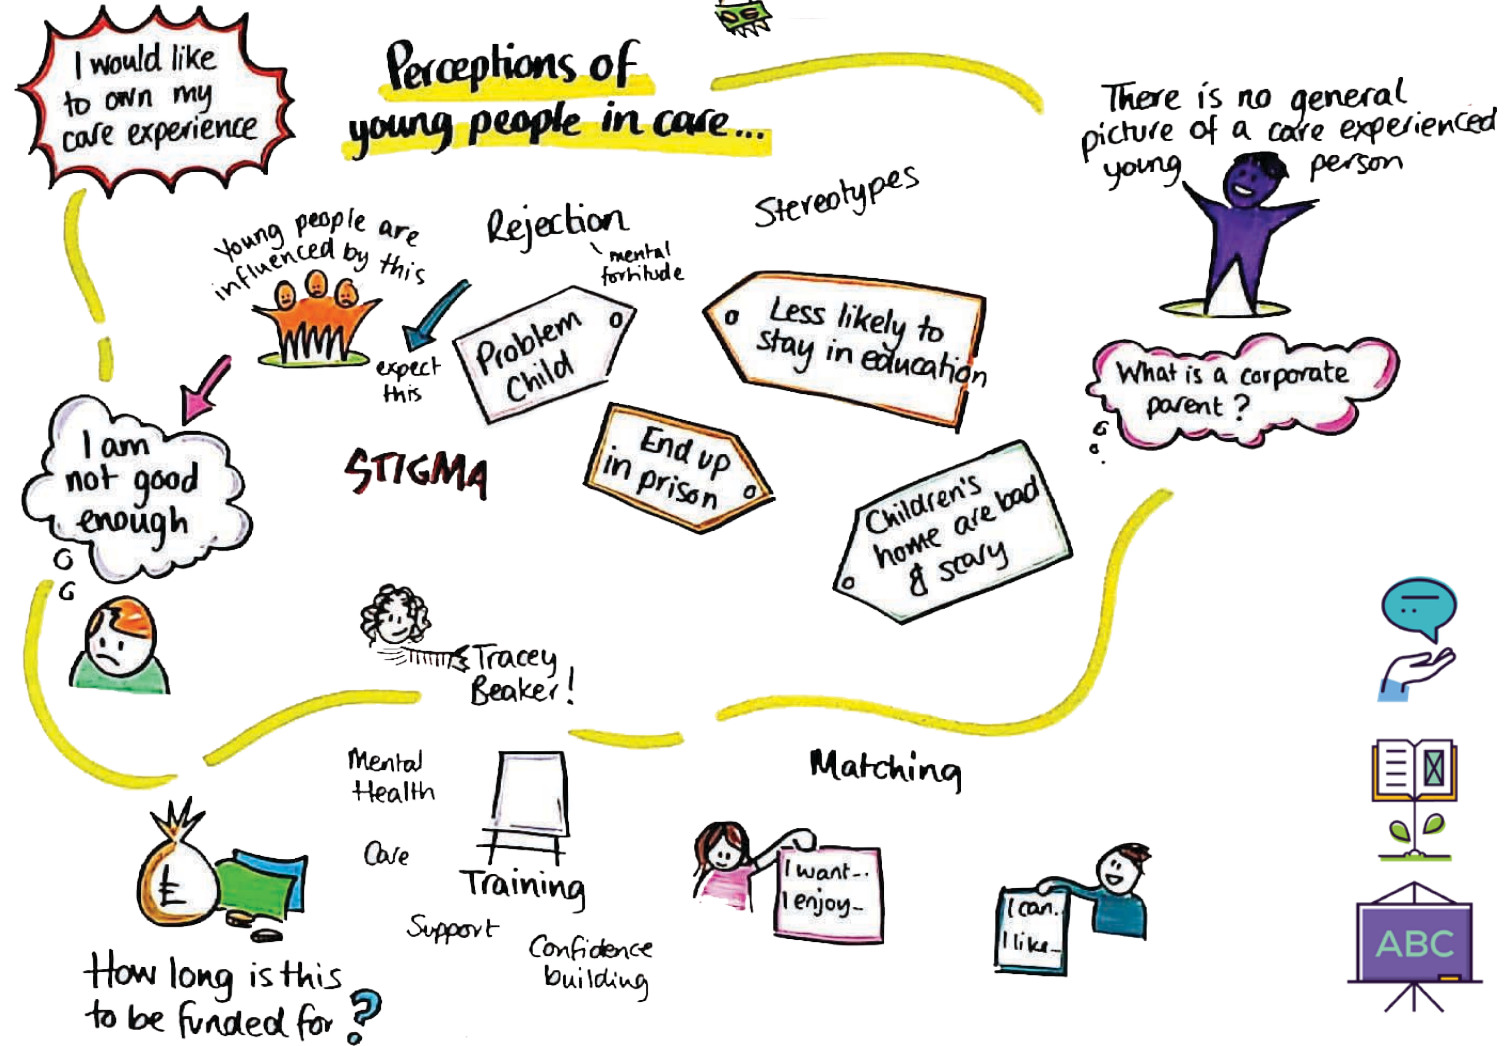 I would like
to own my
care experience
Perceptions of
young people in care...
There is no general
picture of a care experienced
young person
Young people are
influenced by this
Rejection
mental
fortitude
Stereotypes
expect
this
Problem
Child
Less likely to
stay in education
What is a corporate
parent?
I am
not good
enough
STIGMA
End up
in prison
Children's
home are bad
& scary
Tracey
Beaker!
Mental
Health
Care
Training
Support
Confidence
building
Matching
I want...
I enjoy...
I can..
I like...
£
How long is this
to be funded for?
ABC